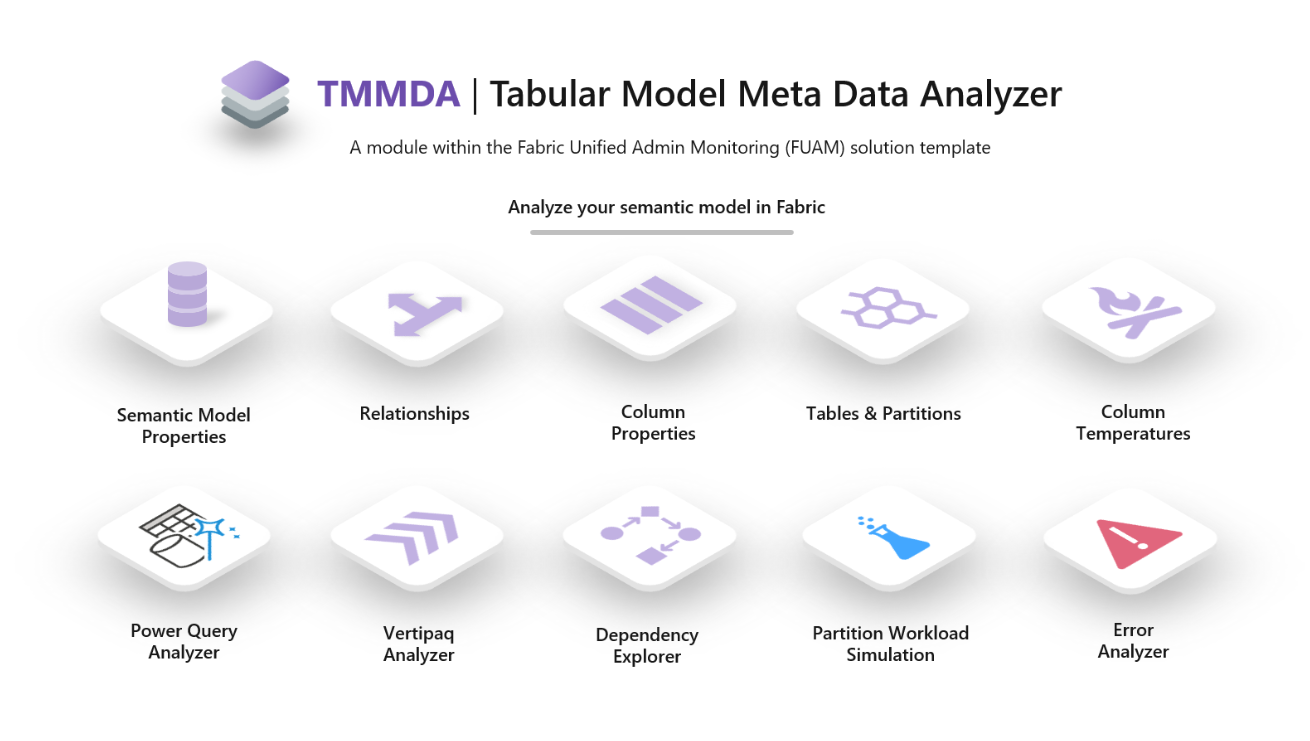 TMMDA | Tabular Model Meta Data Analyzer
A module within the Fabric Unified Admin Monitoring (FUAM) solution template
Analyze your semantic model in Fabric
Semantic Model
Properties
Relationships
Column
Properties
Tables & Partitions
Column
Temperatures
Power Query
Analyzer
Vertipaq
Analyzer
Dependency
Explorer
Partition Workload
Simulation
Error
Analyzer